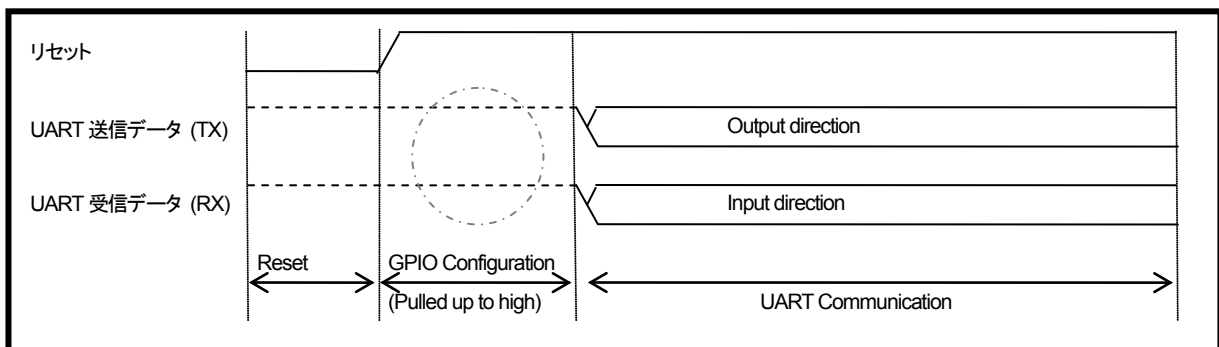 リセット
UART 送信データ (TX)
Output direction
UART 受信データ (RX)
Input direction
Reset
GPIO Configuration
(Pulled up to high)
UART Communication